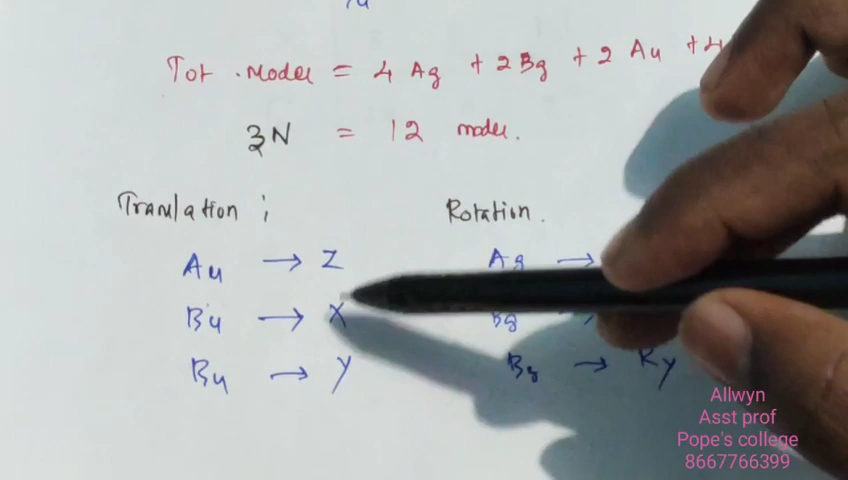 Tot. Modes = 4 Ag + 2 Bg + 2 Au + 4
3N = 12 modes.
Translation ; Rotation.
Au → Z Ag →
Bu → X Bg →
Bu → Y Bg → Ry
Allwyn
Asst prof
Pope's college
8667766399